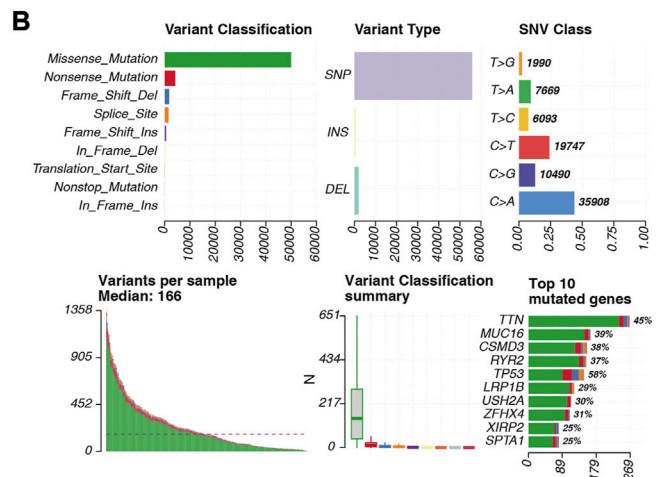 B
Variant Classification
Missense_Mutation
Nonsense_Mutation
Frame_Shift_Del
Splice_Site
Frame_Shift_Ins
In_Frame_Del
Translation_Start_Site
Nonstop_Mutation
In_Frame_Ins
0
10000
20000
30000
40000
50000
60000
Variant Type
SNP
INS
DEL
0
10000
20000
30000
40000
50000
60000
SNV Class
T>G 1990
T>A 7669
T>C 6093
C>T 19747
C>G 10490
C>A 35908
0.00
0.25
0.50
0.75
1.00
Variants per sample
Median: 166
1358
905
452
0
Variant Classification
summary
N
651
434
217
0
Top 10
mutated genes
TTN 45%
MUC16 39%
CSMD3 38%
RYR2 37%
TP53 58%
LRP1B 29%
USH2A 30%
ZFHX4 31%
XIRP2 25%
SPTA1 25%
0
89
179
269